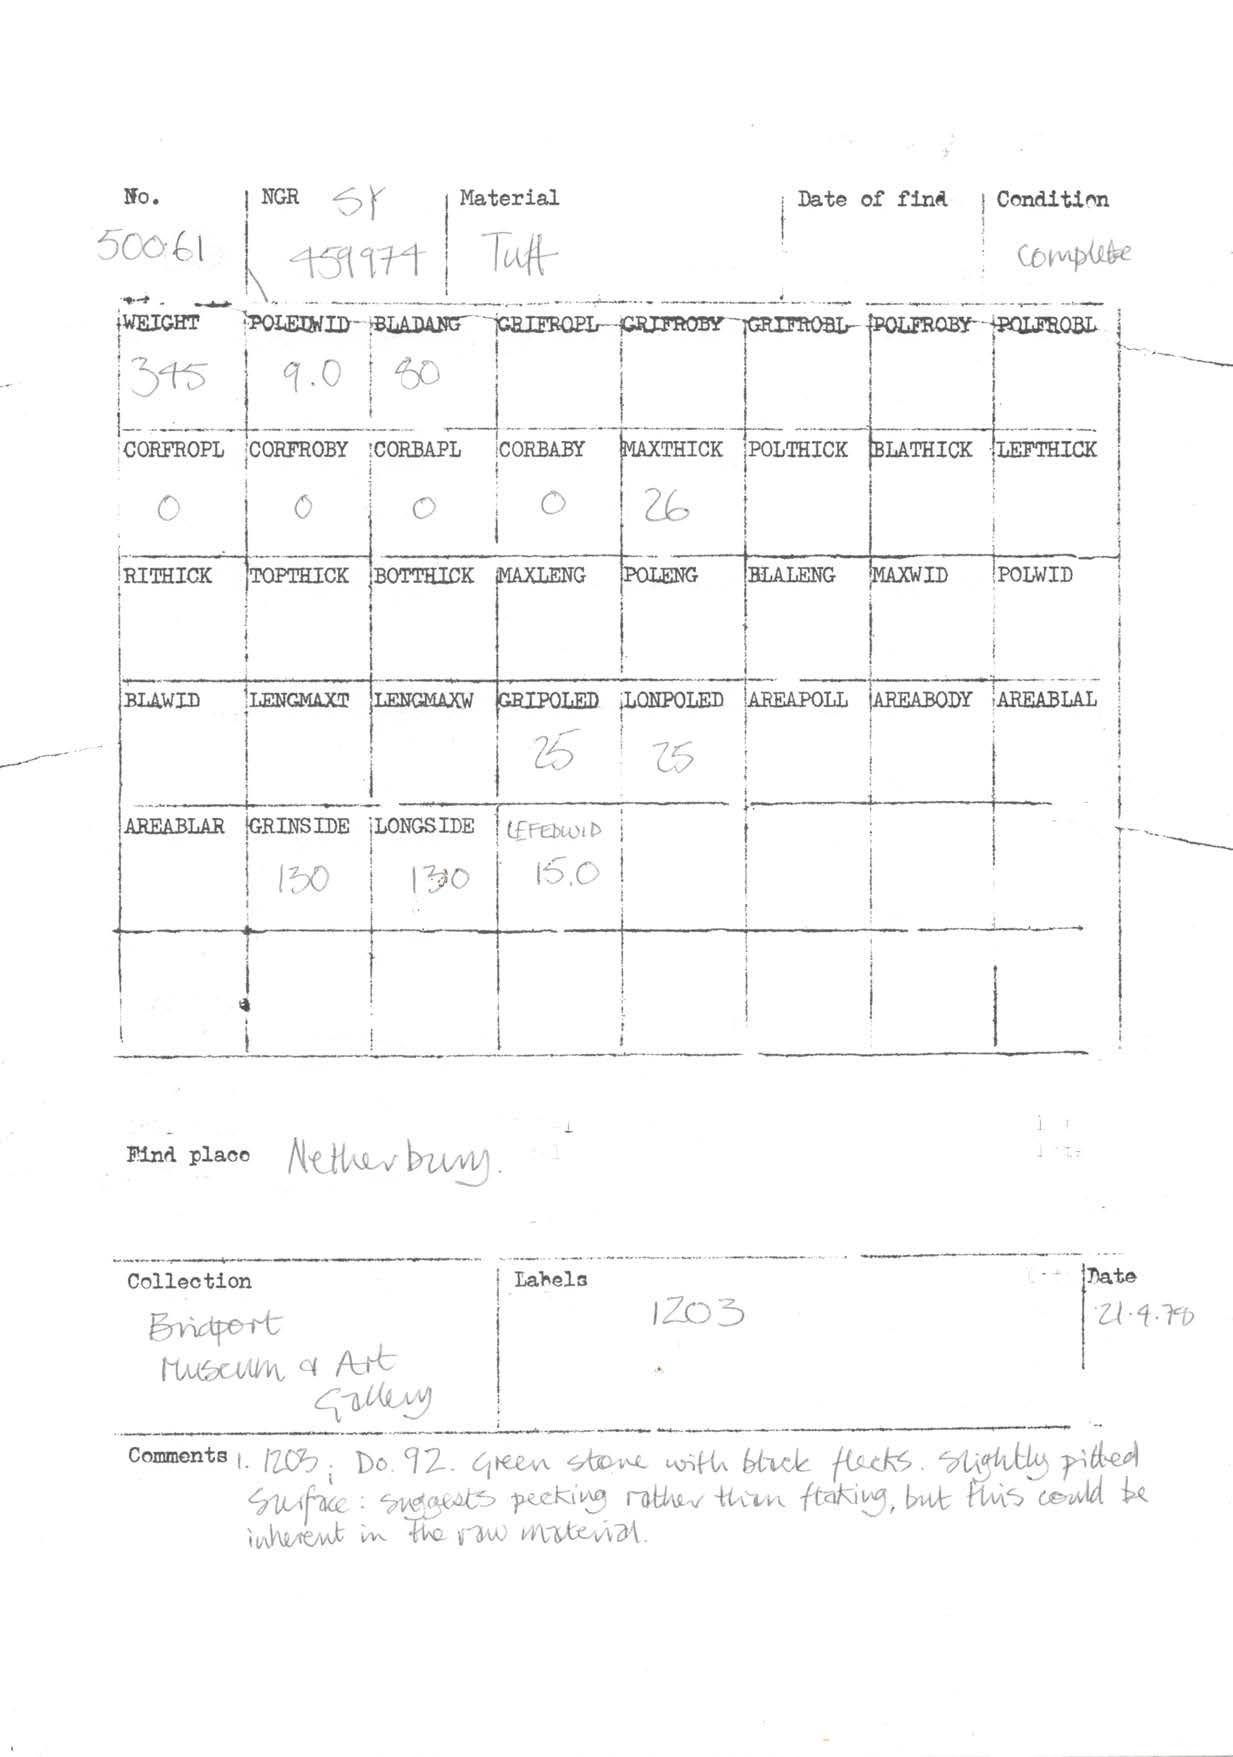 No. NGR SY Material Date of find Condition
50061 459974 Tuff complete
WEIGHT POLEDWID BLADANG GRIFROPL GRIFROBY GRIFROBL POLFROBY POLFROBL
345 9.0 80
CORFROPL CORFROBY CORBAPL CORBABY MAXTHICK POLTHICK BLATHICK LEFTHICK
0 0 0 0 26
RITHICK TOPTHICK BOTTHICK MAXLENG POLENG BLALENG MAXWID POLWID
BLAWID LENGMAXT LENGMAXW GRIPOLED LONPOLED AREAPOLL AREABODY AREABLAL
25 25
AREABLAR GRINSIDE LONGSIDE LEFEDWID
130 130 15.0
Find place Netherbury.
Collection Labels Date
Bridport 1203 21.4.78
Museum & Art
Gallery
Comments 1. 1203; Do. 92. Green stone with black flecks. Slightly pitted
surface: suggests pecking rather than flaking, but this could be
inherent in the raw material.